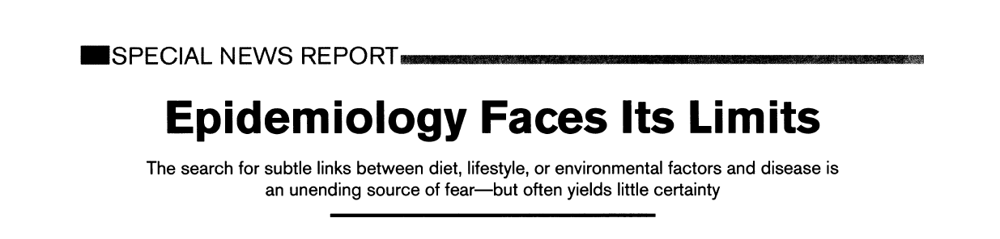 SPECIAL NEWS REPORT
Epidemiology Faces Its Limits
The search for subtle links between diet, lifestyle, or environmental factors and disease is
an unending source of fear—but often yields little certainty